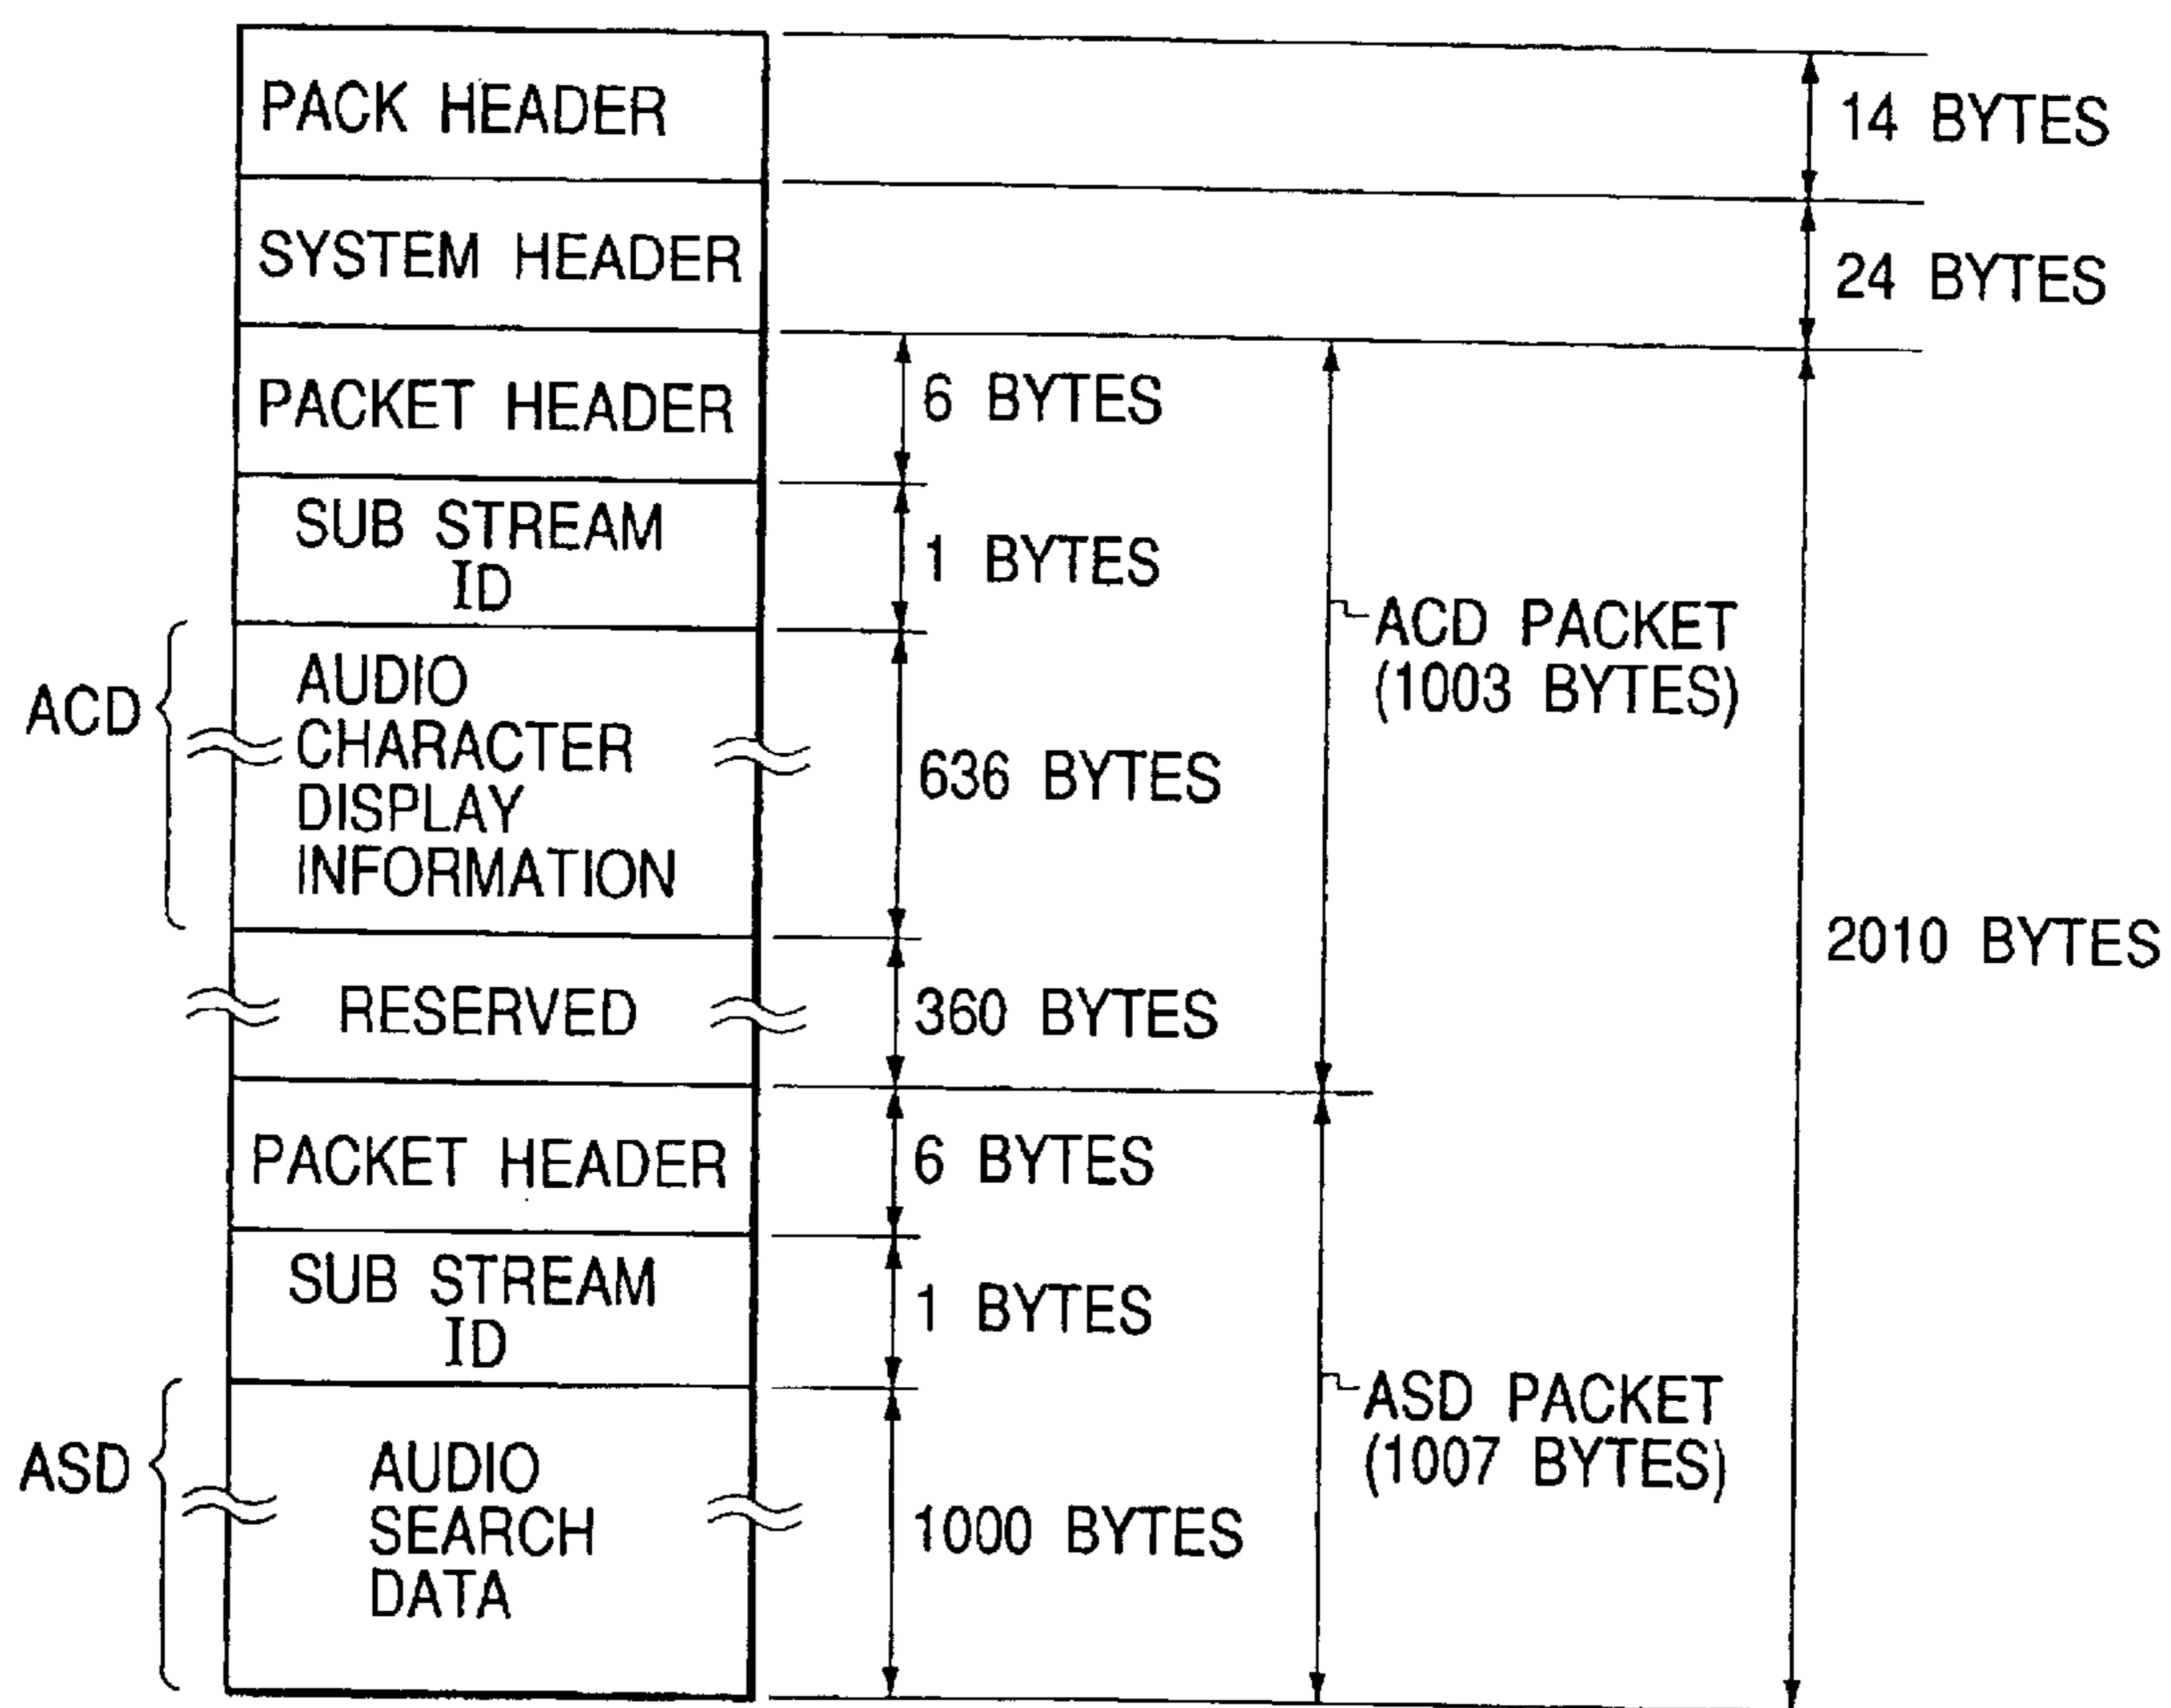 PACK HEADER
14 BYTES
SYSTEM HEADER
24 BYTES
PACKET HEADER
6 BYTES
SUB STREAM
ID
1 BYTES
ACD
AUDIO
CHARACTER
DISPLAY
INFORMATION
636 BYTES
ACD PACKET
(1003 BYTES)
2010 BYTES
RESERVED
360 BYTES
PACKET HEADER
6 BYTES
SUB STREAM
ID
1 BYTES
ASD
AUDIO
SEARCH
DATA
1000 BYTES
ASD PACKET
(1007 BYTES)